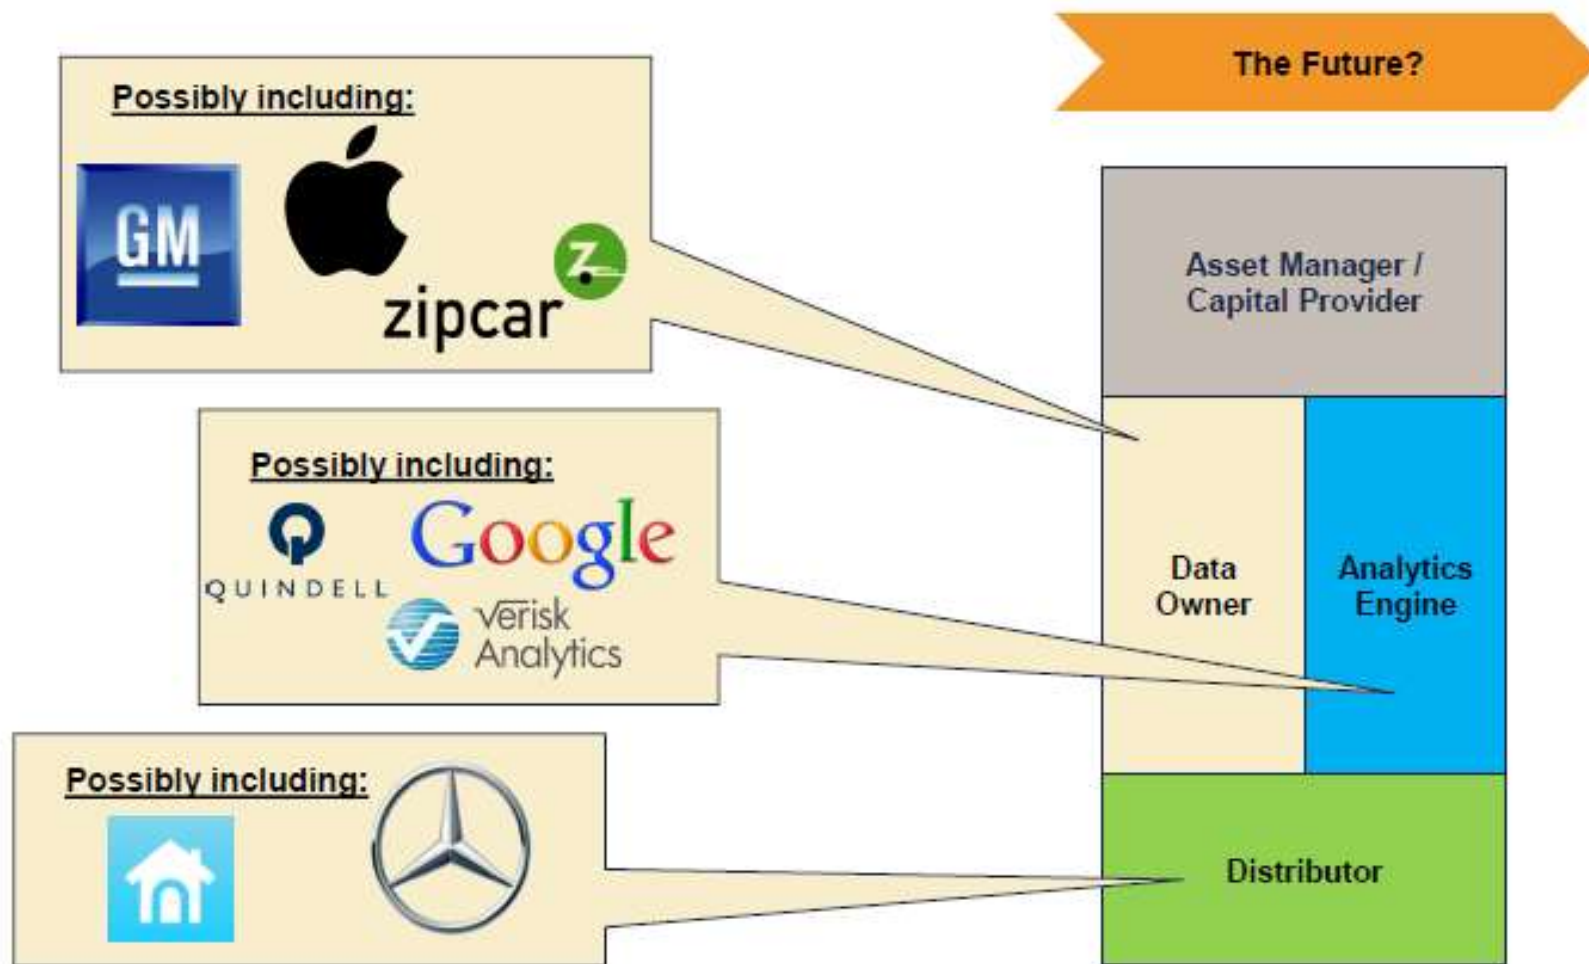 The Future?
Possibly including:
GM
zipcar
Z
Possibly including:
QUINDELL
Google
Verisk
Analytics
Possibly including:
Asset Manager /
Capital Provider
Data
Owner
Analytics
Engine
Distributor